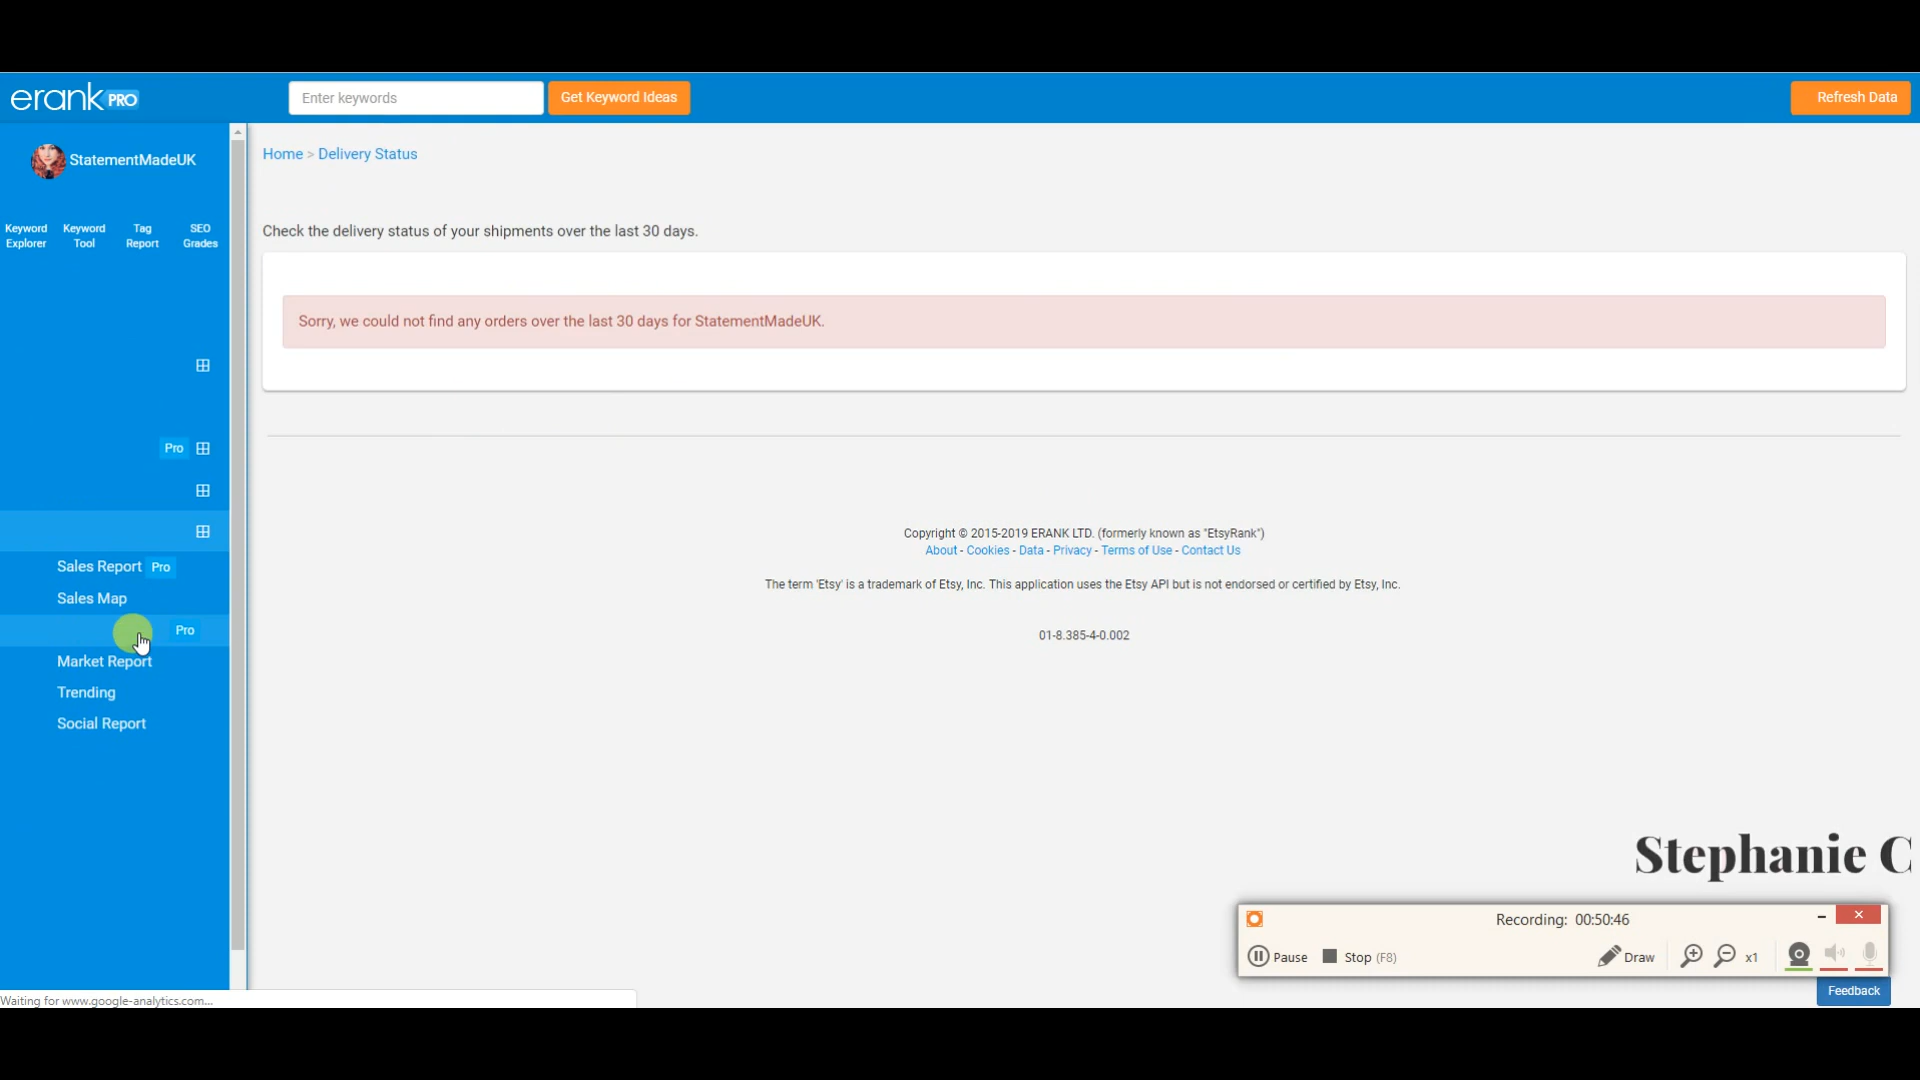 erank PRO
Enter keywords
Get Keyword Ideas
Refresh Data
StatementMadeUK
Home > Delivery Status
Keyword Explorer
Keyword Tool
Tag Report
SEO Grades
Check the delivery status of your shipments over the last 30 days.
Sorry, we could not find any orders over the last 30 days for StatementMadeUK.
Pro
Sales Report Pro
Sales Map
Pro
Market Report
Trending
Social Report
Copyright © 2015-2019 ERANK LTD. (formerly known as "EtsyRank")
About - Cookies - Data - Privacy - Terms of Use - Contact Us
The term 'Etsy' is a trademark of Etsy, Inc. This application uses the Etsy API but is not endorsed or certified by Etsy, Inc.
01-8.385-4-0.002
Stephanie C
Recording: 00:50:46
Pause
Stop (F8)
Draw
x1
Feedback
Waiting for www.google-analytics.com...